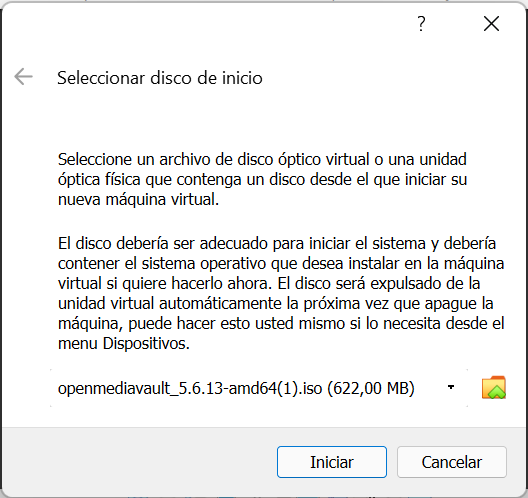 ?
Seleccionar disco de inicio
Seleccione un archivo de disco óptico virtual o una unidad
óptica física que contenga un disco desde el que iniciar su
nueva máquina virtual.
El disco debería ser adecuado para iniciar el sistema y debería
contener el sistema operativo que desea instalar en la máquina
virtual si quiere hacerlo ahora. El disco será expulsado de la
unidad virtual automáticamente la próxima vez que apague la
máquina, puede hacer esto usted mismo si lo necesita desde el
menu Dispositivos.
openmediavault_5.6.13-amd64(1).iso (622,00 MB)
Iniciar
Cancelar